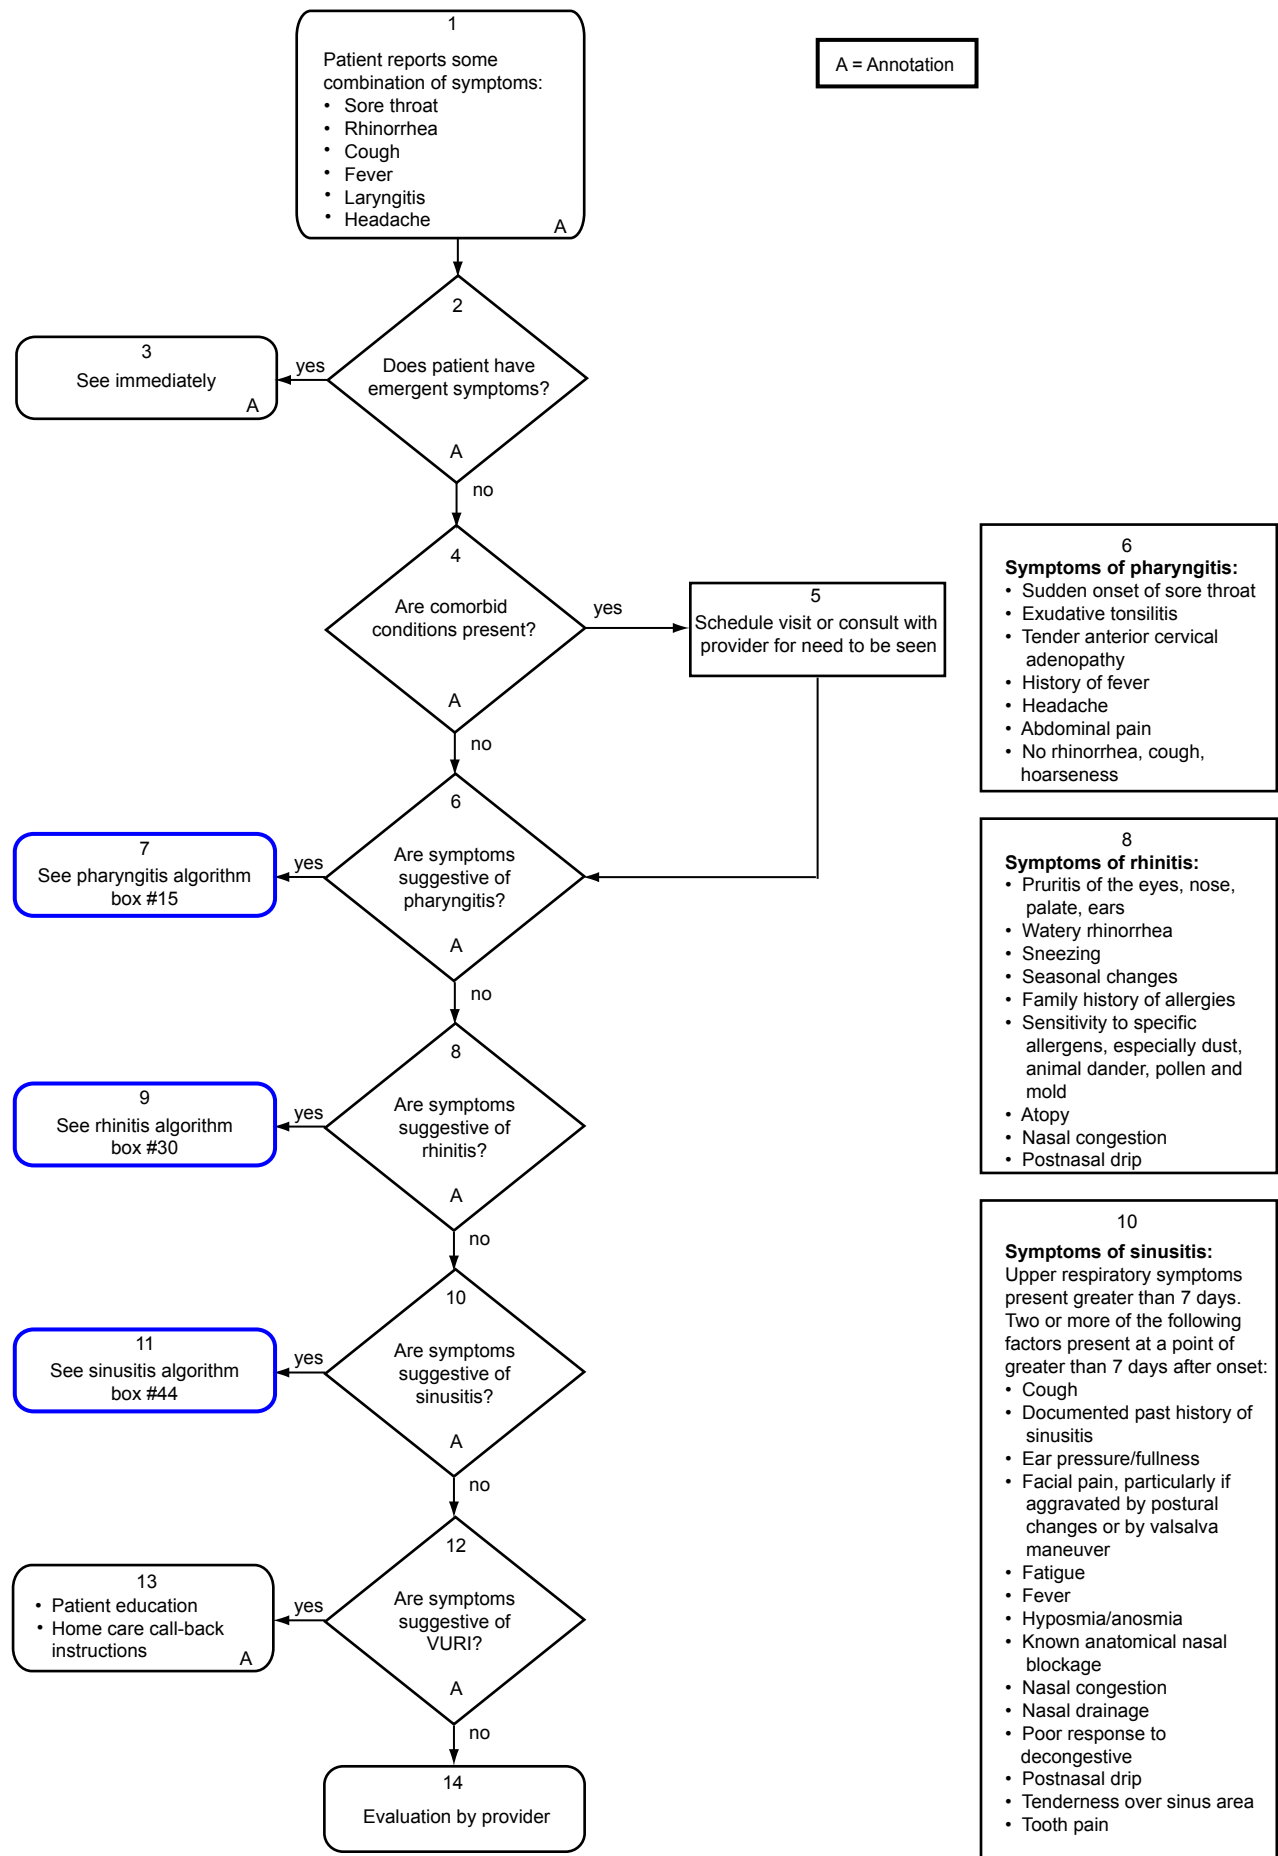 1
Patient reports some
combination of symptoms:
• Sore throat
• Rhinorrhea
• Cough
• Fever
• Laryngitis
• Headache
A
A = Annotation
2
Does patient have
emergent symptoms?
A
yes
3
See immediately
A
no
4
Are comorbid
conditions present?
A
yes
5
Schedule visit or consult with
provider for need to be seen
no
6
Are symptoms
suggestive of
pharyngitis?
A
yes
7
See pharyngitis algorithm
box #15
no
8
Are symptoms
suggestive of
rhinitis?
A
yes
9
See rhinitis algorithm
box #30
no
10
Are symptoms
suggestive of
sinusitis?
A
yes
11
See sinusitis algorithm
box #44
no
12
Are symptoms
suggestive of
VURI?
A
yes
13
• Patient education
• Home care call-back
instructions
A
no
14
Evaluation by provider
6
Symptoms of pharyngitis:
• Sudden onset of sore throat
• Exudative tonsilitis
• Tender anterior cervical
adenopathy
• History of fever
• Headache
• Abdominal pain
• No rhinorrhea, cough,
hoarseness
8
Symptoms of rhinitis:
• Pruritis of the eyes, nose,
palate, ears
• Watery rhinorrhea
• Sneezing
• Seasonal changes
• Family history of allergies
• Sensitivity to specific
allergens, especially dust,
animal dander, pollen and
mold
• Atopy
• Nasal congestion
• Postnasal drip
10
Symptoms of sinusitis:
Upper respiratory symptoms
present greater than 7 days.
Two or more of the following
factors present at a point of
greater than 7 days after onset:
• Cough
• Documented past history of
sinusitis
• Ear pressure/fullness
• Facial pain, particularly if
aggravated by postural
changes or by valsalva
maneuver
• Fatigue
• Fever
• Hyposmia/anosmia
• Known anatomical nasal
blockage
• Nasal congestion
• Nasal drainage
• Poor response to
decongestive
• Postnasal drip
• Tenderness over sinus area
• Tooth pain